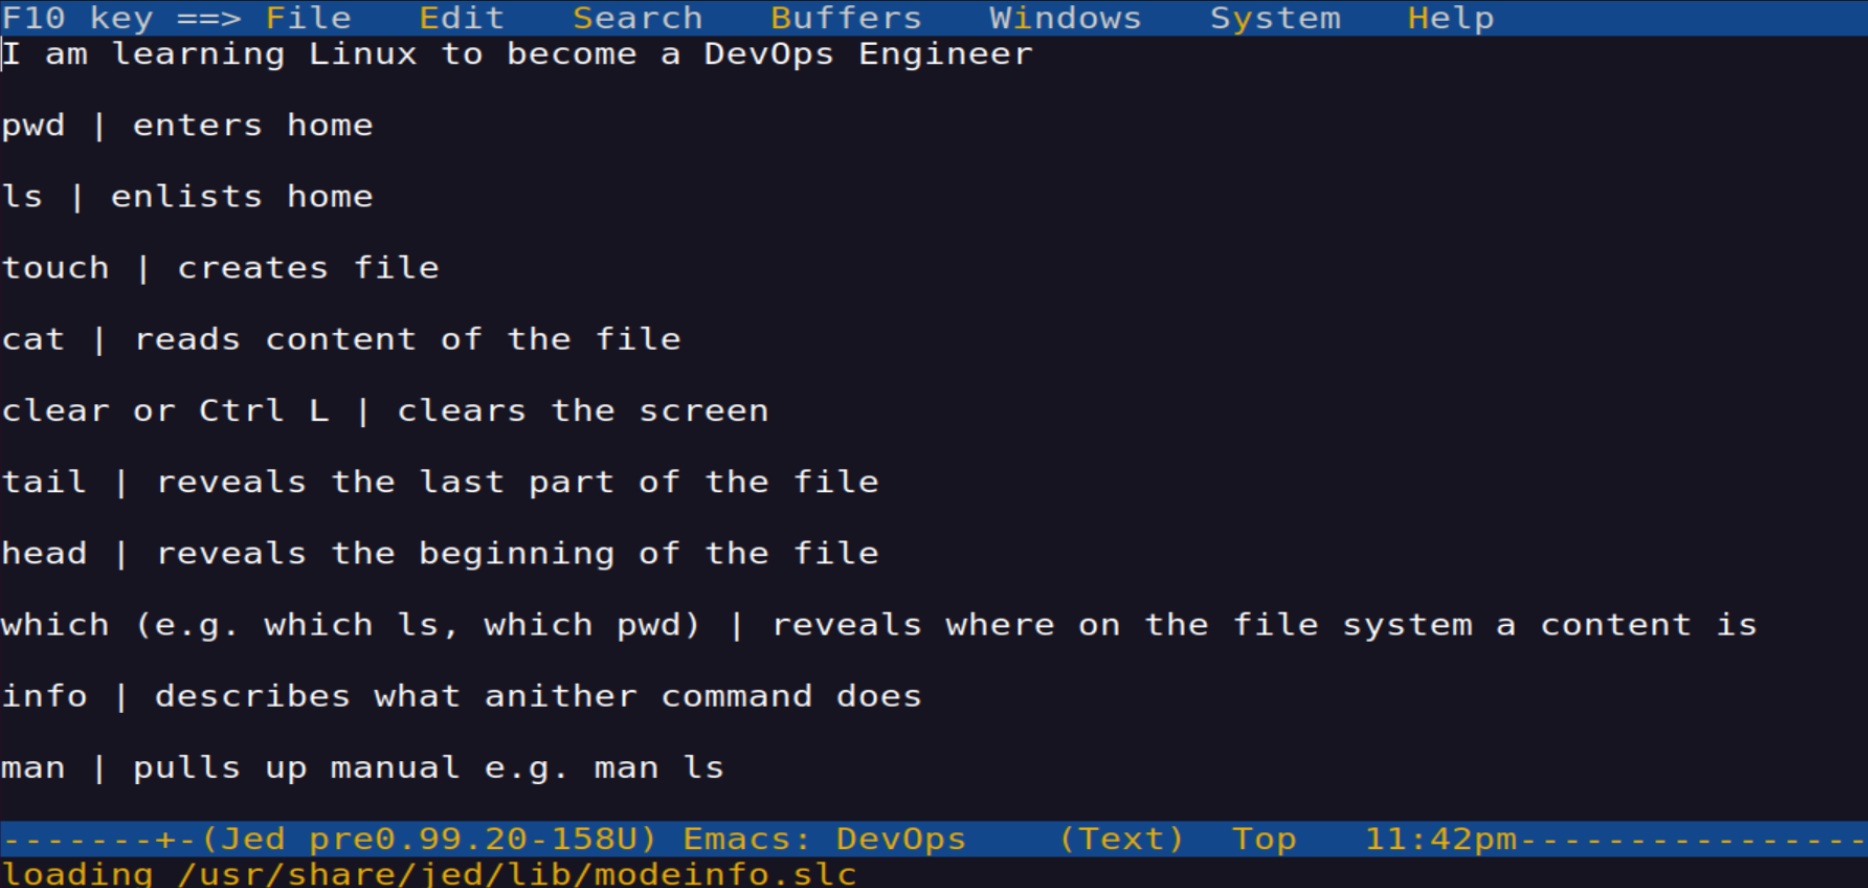 F10 key ==> File Edit Search Buffers Windows System Help
I am learning Linux to become a DevOps Engineer
pwd | enters home
ls | enlists home
touch | creates file
cat | reads content of the file
clear or Ctrl L | clears the screen
tail | reveals the last part of the file
head | reveals the beginning of the file
which (e.g. which ls, which pwd) | reveals where on the file system a content is
info | describes what anither command does
man | pulls up manual e.g. man ls
-------+-(Jed pre0.99.20-158U) Emacs: DevOps (Text) Top 11:42pm----------------
loading /usr/share/jed/lib/modeinfo.slc